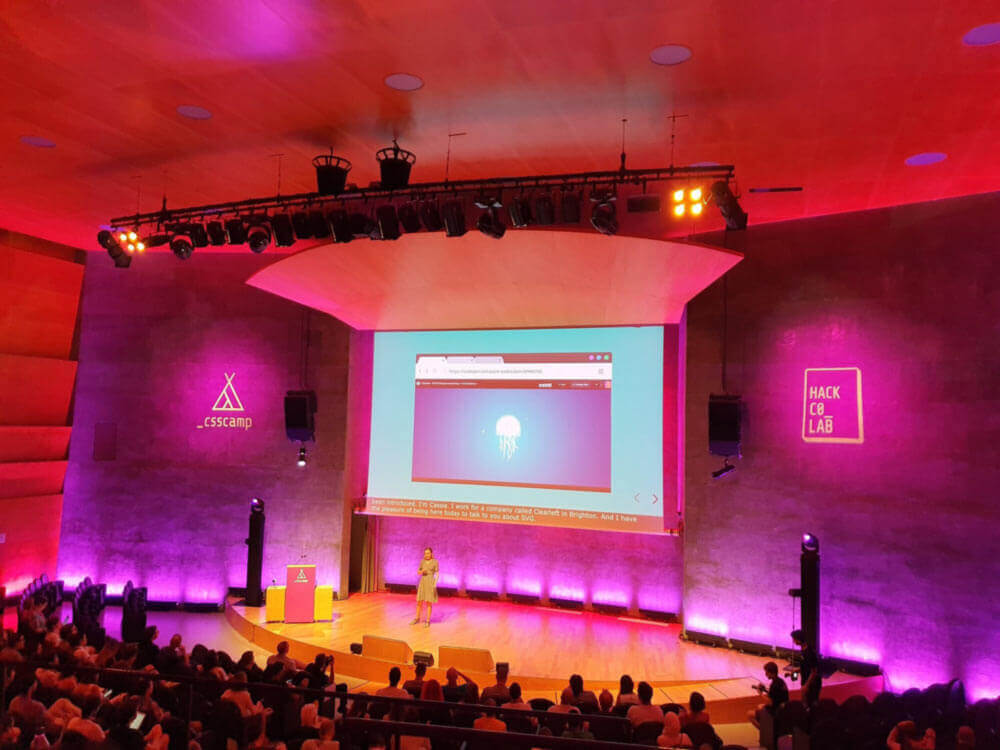 _csscamp
HACK
CO_
LAB
been introduced. I'm Cassie. I work for a company called Clearleft in Brighton. And I have
the pleasure of being here today to talk to you about SVG.